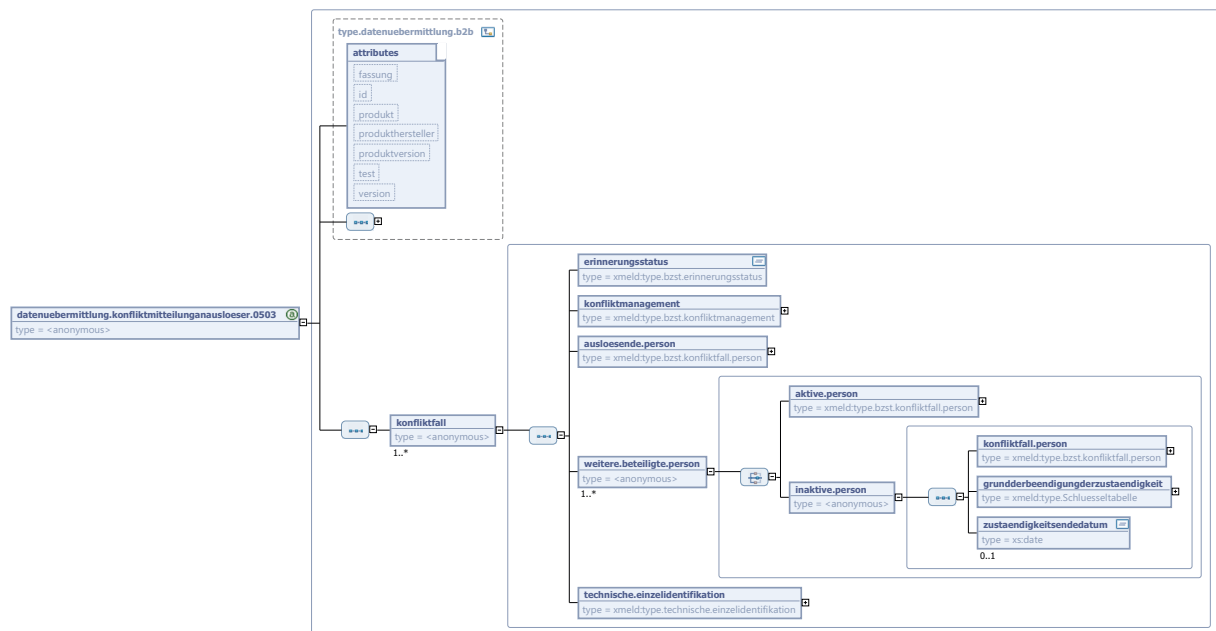 type.datenuebermittlung.b2b
attributes
fassung
id
produkt
produkthersteller
produktversion
test
version
datenuebermittlung.konfliktmitteilunganausloeser.0503
type = <anonymous>
konfliktfall
type = <anonymous>
1..*
erinnerungsstatus
type = xmeld:type.bzst.erinnerungsstatus
konfliktmanagement
type = xmeld:type.bzst.konfliktmanagement
ausloesende.person
type = xmeld:type.bzst.konfliktfall.person
weitere.beteiligte.person
type = <anonymous>
1..*
aktive.person
type = xmeld:type.bzst.konfliktfall.person
inaktive.person
type = <anonymous>
konfliktfall.person
type = xmeld:type.bzst.konfliktfall.person
grundderbeendigungderzustaendigkeit
type = xmeld:type.Schluesseltabelle
zustaendigkeitsendedatum
type = xs:date
0..1
technische.einzelidentifikation
type = xmeld:type.technische.einzelidentifikation